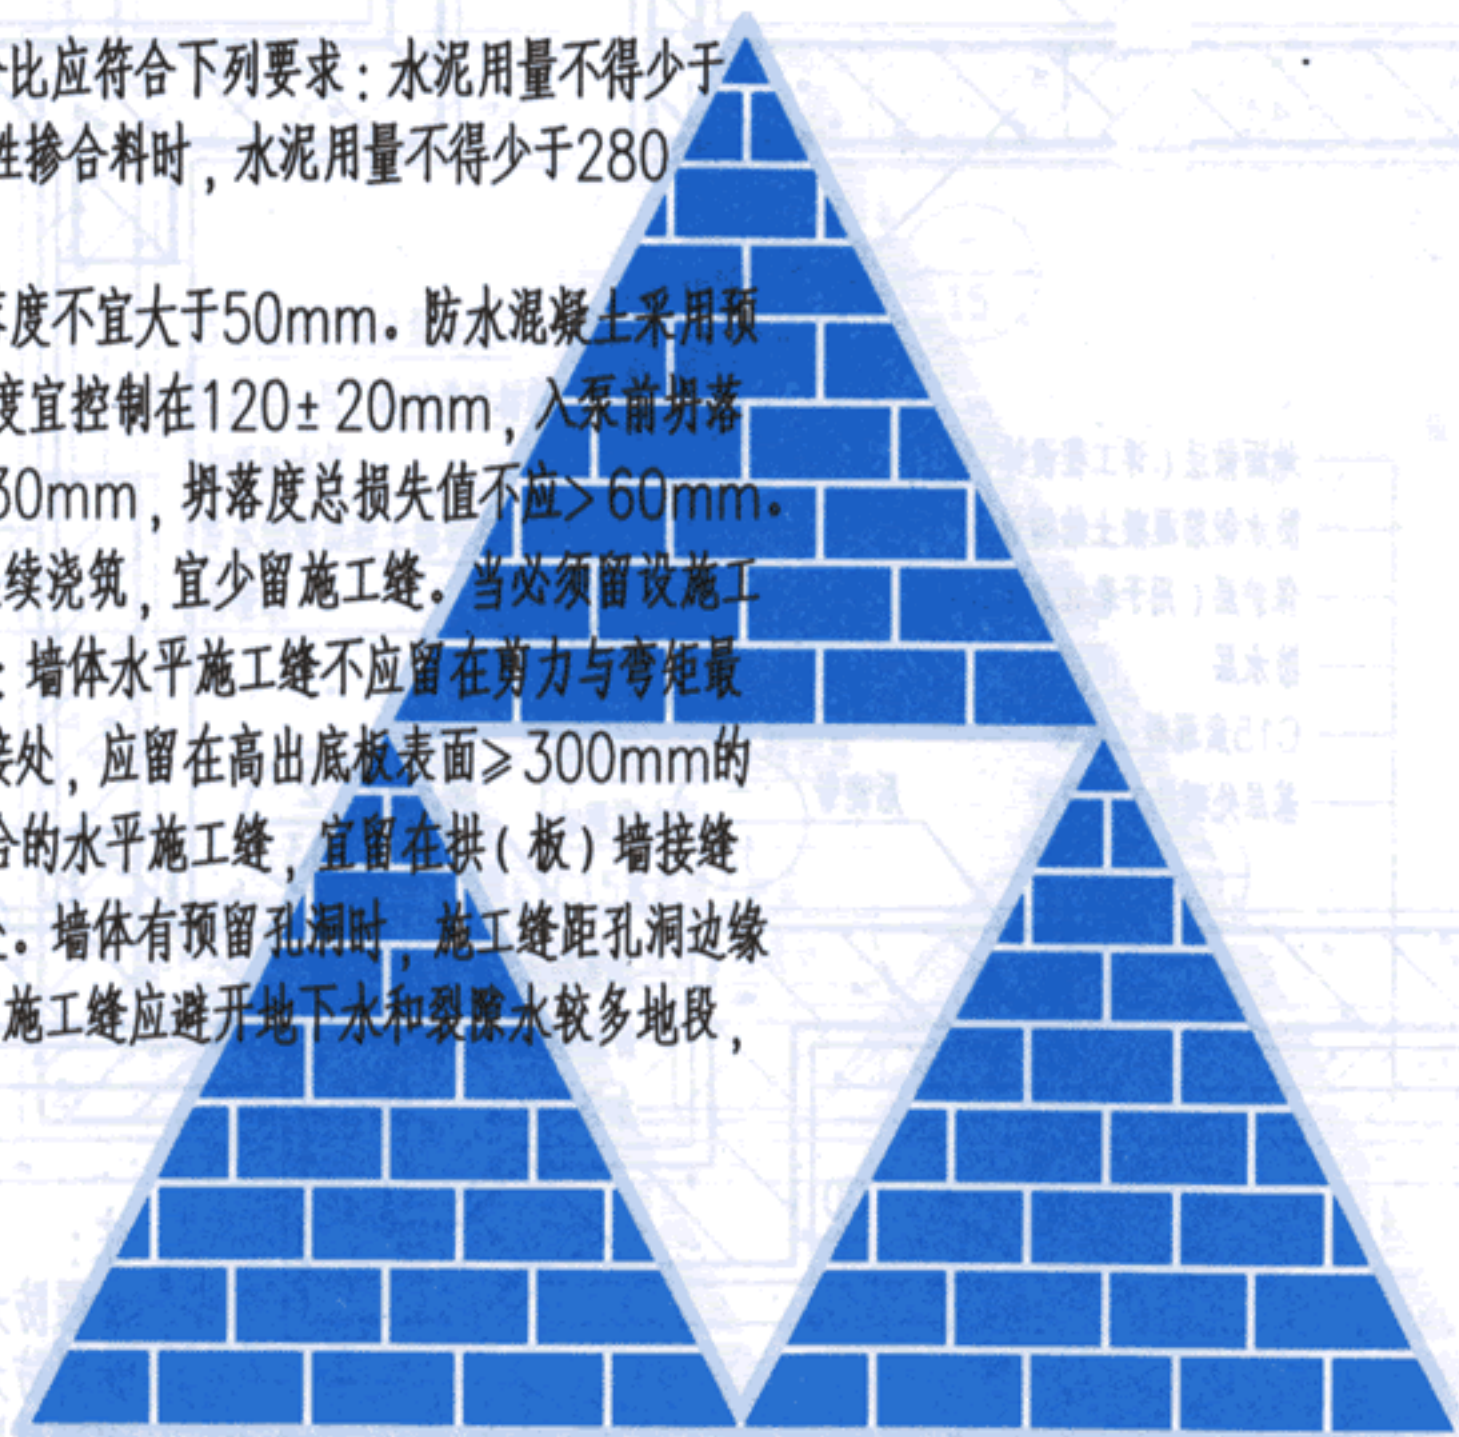 比应符合下列要求：水泥用量不得少于
性掺合料时，水泥用量不得少于280
度不宜大于50mm。防水混凝土采用预
度宜控制在120±20mm，入泵前坍落
30mm，坍落度总损失值不应＞60mm。
续浇筑，宜少留施工缝。当必须留设施工
墙体水平施工缝不应留在剪力与弯矩最
接处，应留在高出底板表面≥300mm的
合的水平施工缝，宜留在拱（板）墙接缝
。墙体有预留孔洞时，施工缝距孔洞边缘
施工缝应避开地下水和裂隙水较多地段，